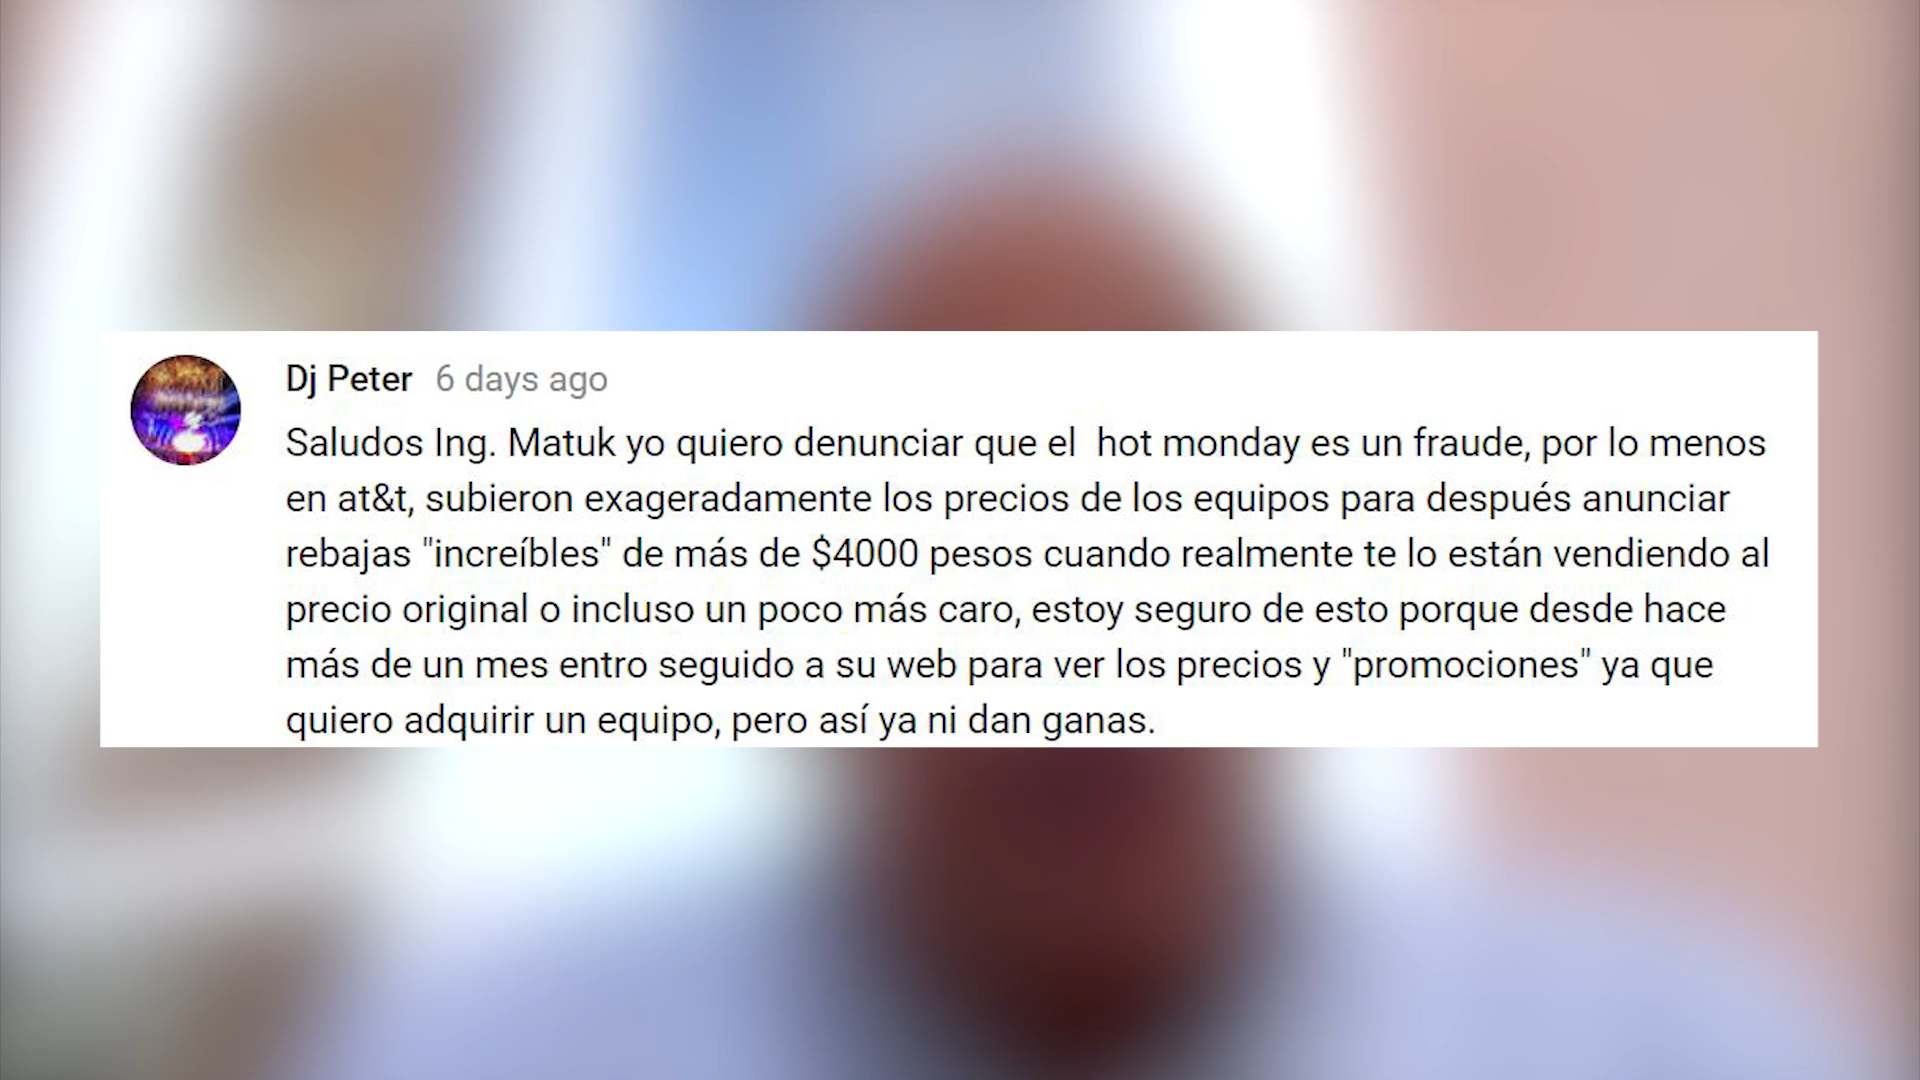 Dj Peter 6 days ago
Saludos Ing. Matuk yo quiero denunciar que el  hot monday es un fraude, por lo menos
en at&t, subieron exageradamente los precios de los equipos para después anunciar
rebajas "increíbles" de más de $4000 pesos cuando realmente te lo están vendiendo al
precio original o incluso un poco más caro, estoy seguro de esto porque desde hace
más de un mes entro seguido a su web para ver los precios y "promociones" ya que
quiero adquirir un equipo, pero así ya ni dan ganas.